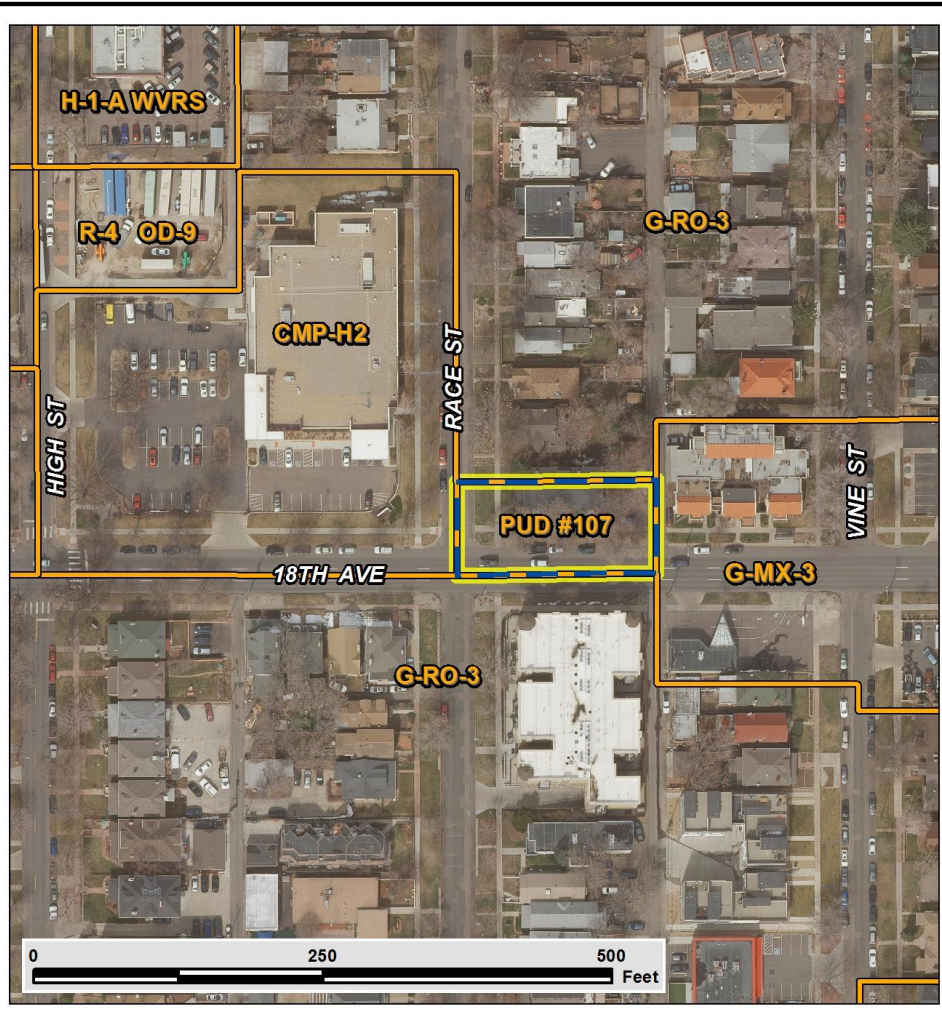 H-1-A WVRS
R-4 OD-9
G-RO-3
CMP-H2
RACE ST
HIGH ST
VINE ST
PUD #107
18TH AVE
G-MX-3
G-RO-3
0 250 500
Feet